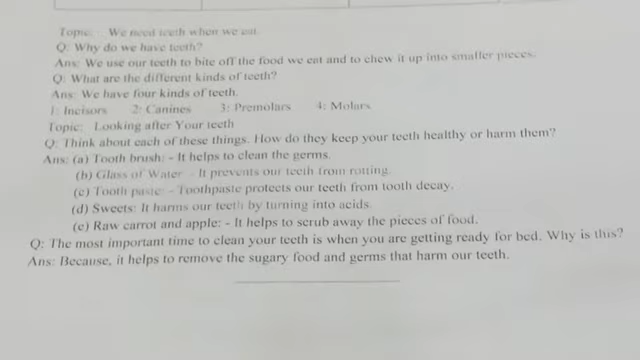 Topic: - We need teeth when we eat.
Q: Why do we have teeth?
Ans: We use our teeth to bite off the food we eat and to chew it up into smaller pieces.
Q: What are the different kinds of teeth?
Ans: We have four kinds of teeth.
1: Incisors 2: Canines 3: Premolars 4: Molars
Topic: Looking after Your teeth
Q: Think about each of these things. How do they keep your teeth healthy or harm them?
Ans: (a) Tooth brush: - It helps to clean the germs.
(b) Glass of Water - It prevents our teeth from rotting.
(c) Tooth paste: - Toothpaste protects our teeth from tooth decay.
(d) Sweets: It harms our teeth by turning into acids.
(e) Raw carrot and apple: - It helps to scrub away the pieces of food.
Q: The most important time to clean your teeth is when you are getting ready for bed. Why is this?
Ans: Because, it helps to remove the sugary food and germs that harm our teeth.